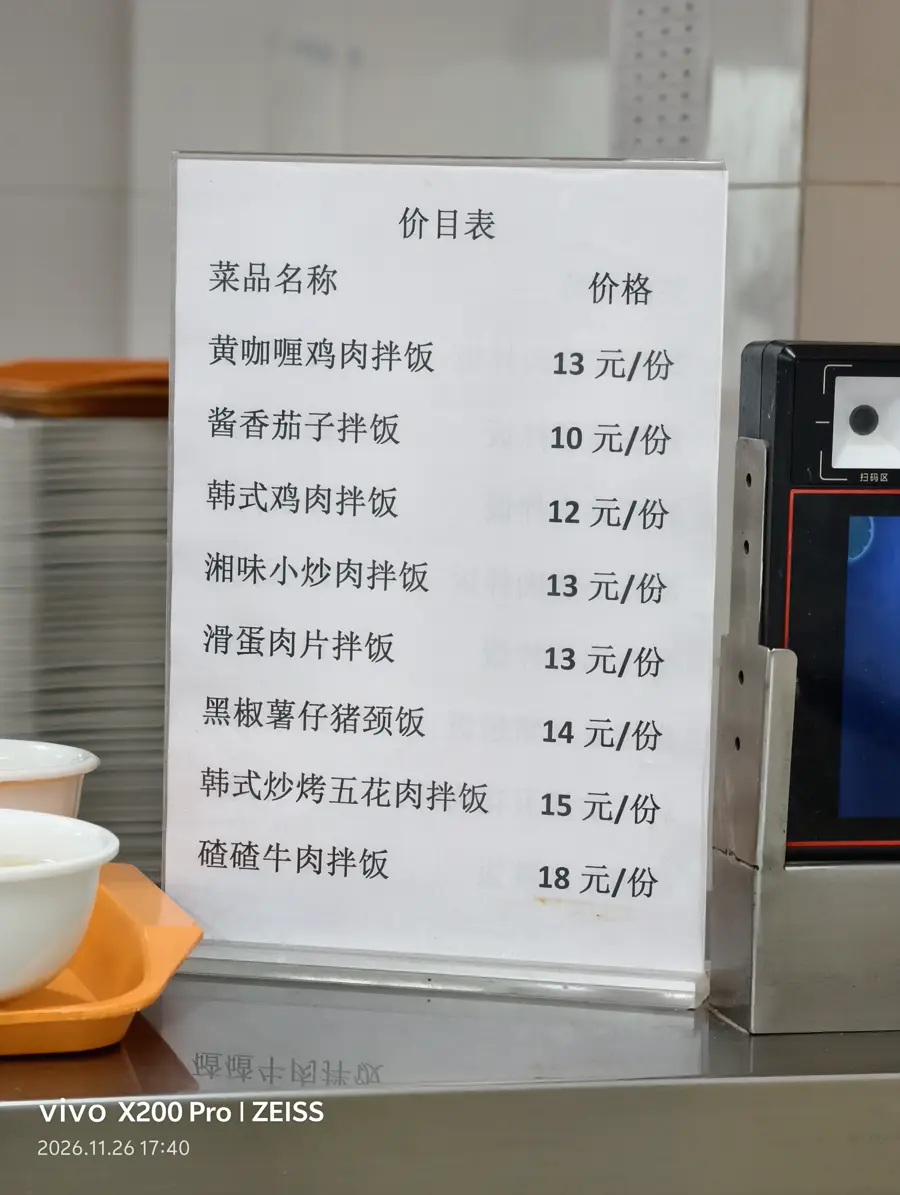 价目表
菜品名称 价格
黄咖喱鸡肉拌饭 13 元/份
酱香茄子拌饭 10 元/份
韩式鸡肉拌饭 12 元/份
湘味小炒肉拌饭 13 元/份
滑蛋肉片拌饭 13 元/份
黑椒薯仔猪颈饭 14 元/份
韩式炒烤五花肉拌饭 15 元/份
碴碴牛肉拌饭 18 元/份
扫码区
vivo X200 Pro | ZEISS
2026.11.26 17:40